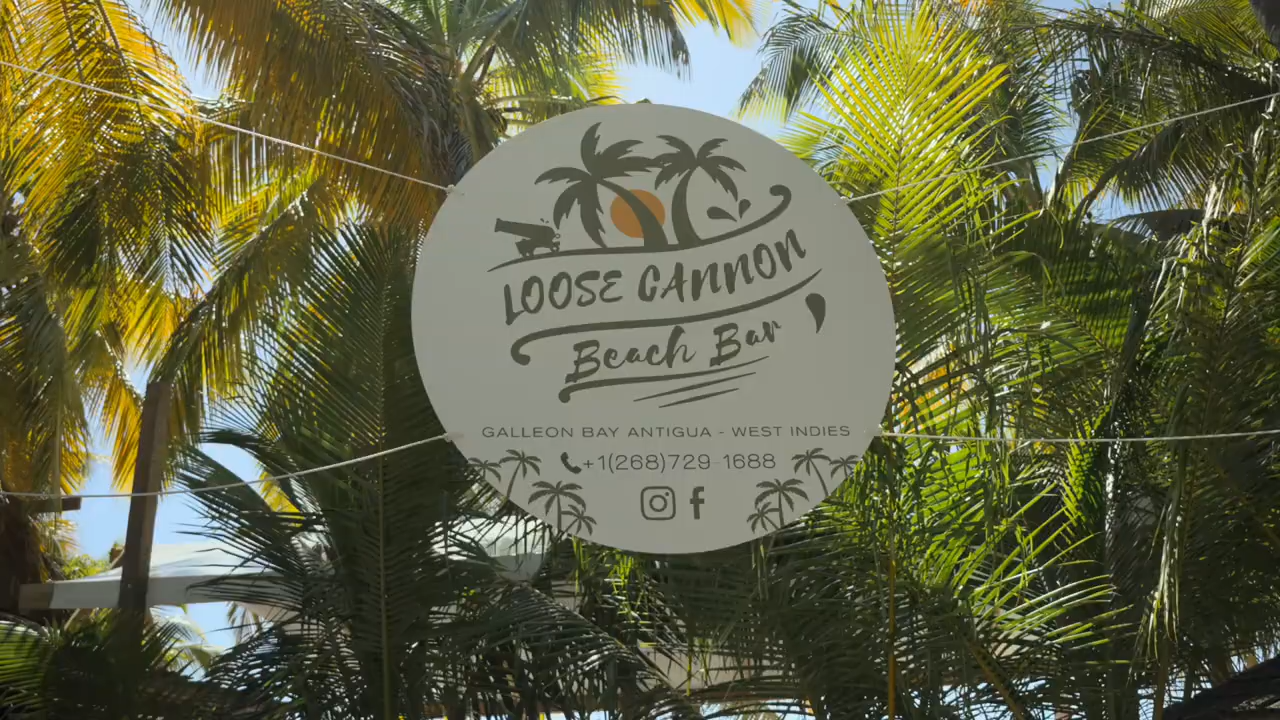 LOOSE CANNON
Beach Bar
GALLEON BAY ANTIGUA - WEST INDIES
+1(268)729-1688